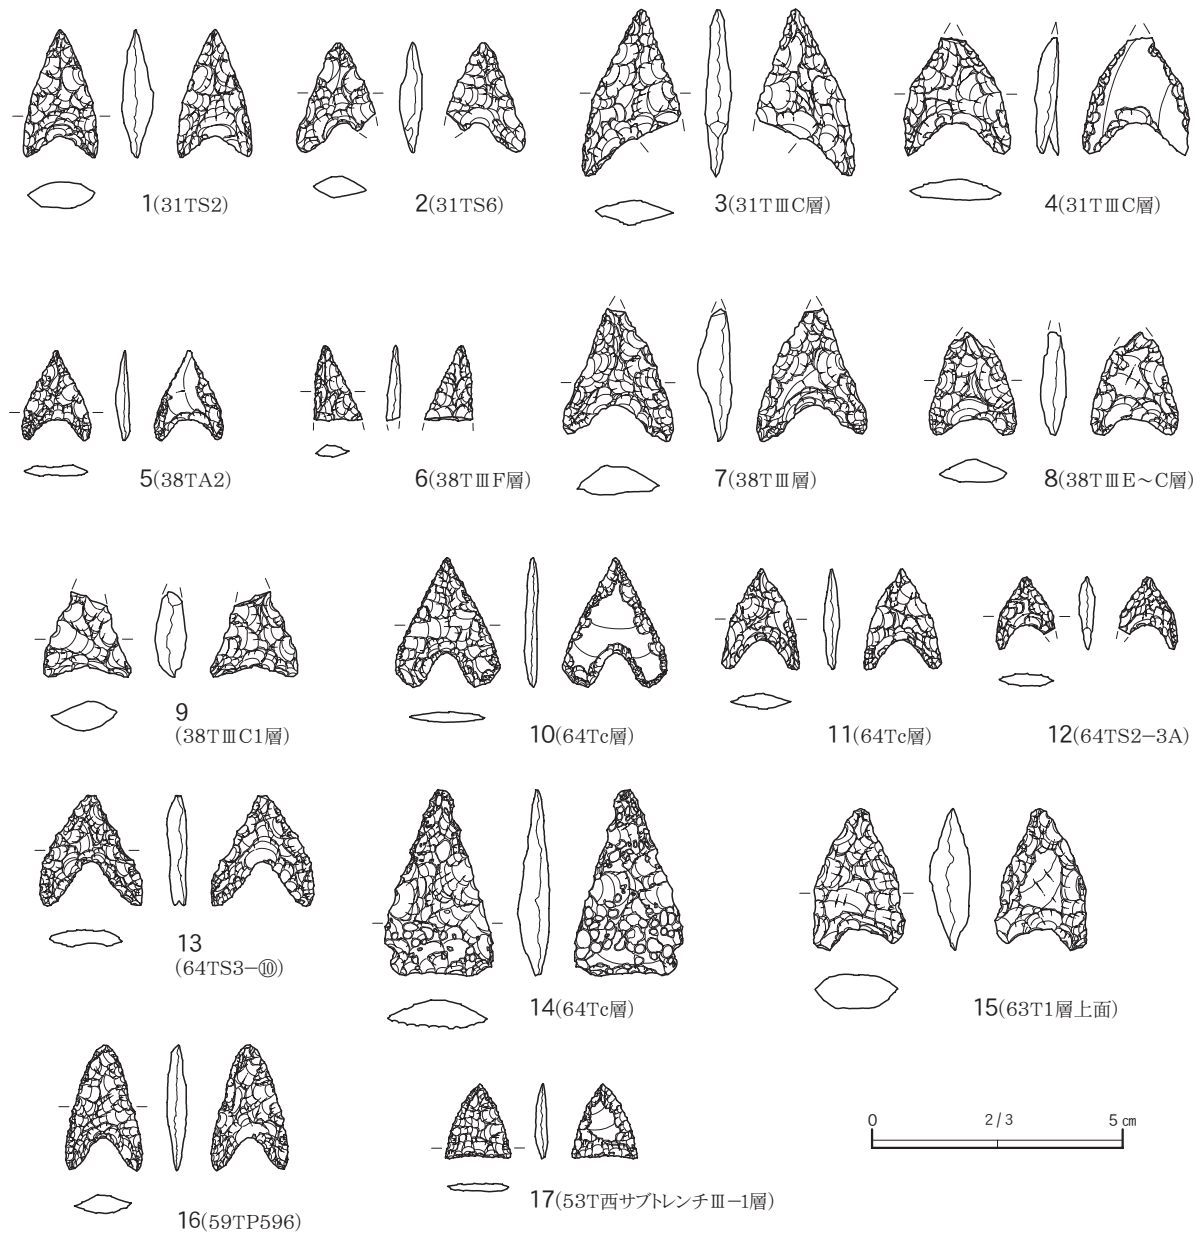 1(31TS2)
2(31TS6)
3(31TⅢC層)
4(31TⅢC層)
5(38TA2)
6(38TⅢF層)
7(38TⅢ層)
8(38TⅢE～C層)
9
(38TⅢC1層)
10(64Tc層)
11(64Tc層)
12(64TS2−3A)
13
(64TS3−⑩)
14(64Tc層)
15(63T1層上面)
16(59TP596)
17(53T西サブトレンチⅢ−1層)
0 2/3 5㎝